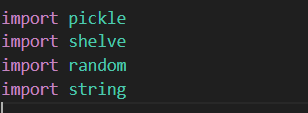 import pickle
import shelve
import random
import string